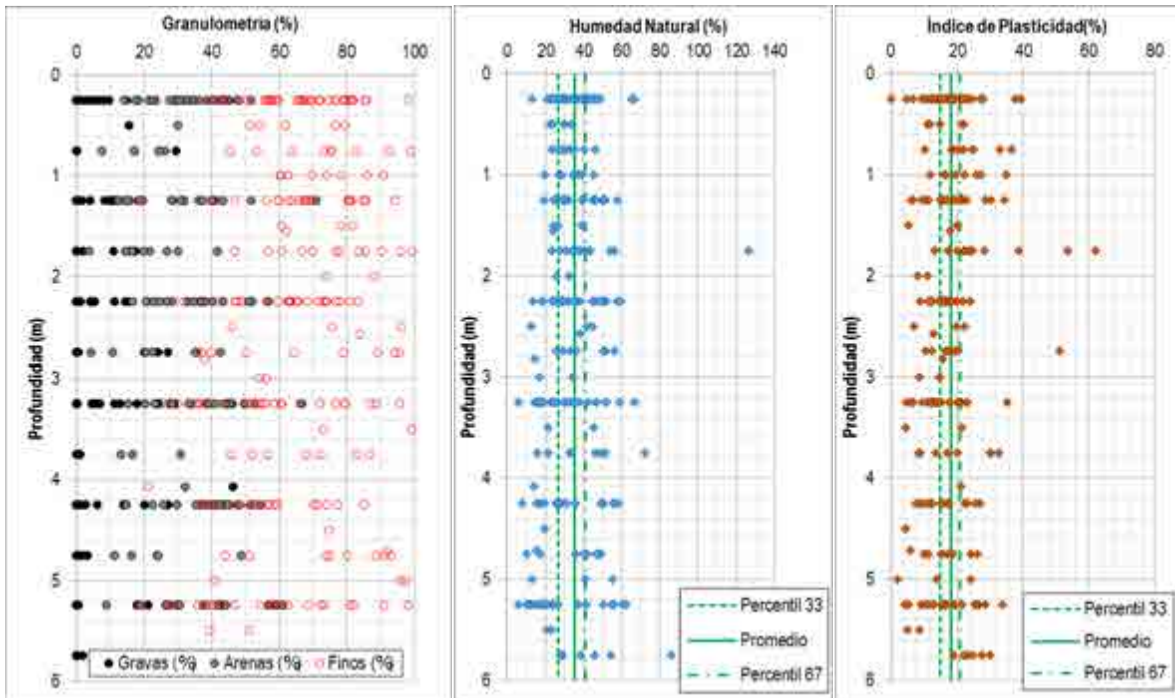 Granulometria (%)
0 20 40 60 80 100
Profundidad (m)
0
1
2
3
4
5
6
Gravas (%) Arenas (%) Finos (%)
Humedad Natural (%)
0 20 40 60 80 100 120 140
Profundidad (m)
0
1
2
3
4
5
6
Percentil 33
Promedio
Percentil 67
Índice de Plasticidad(%)
0 20 40 60 80
Profundidad (m)
0
1
2
3
4
5
6
Percentil 33
Promedio
Percentil 67